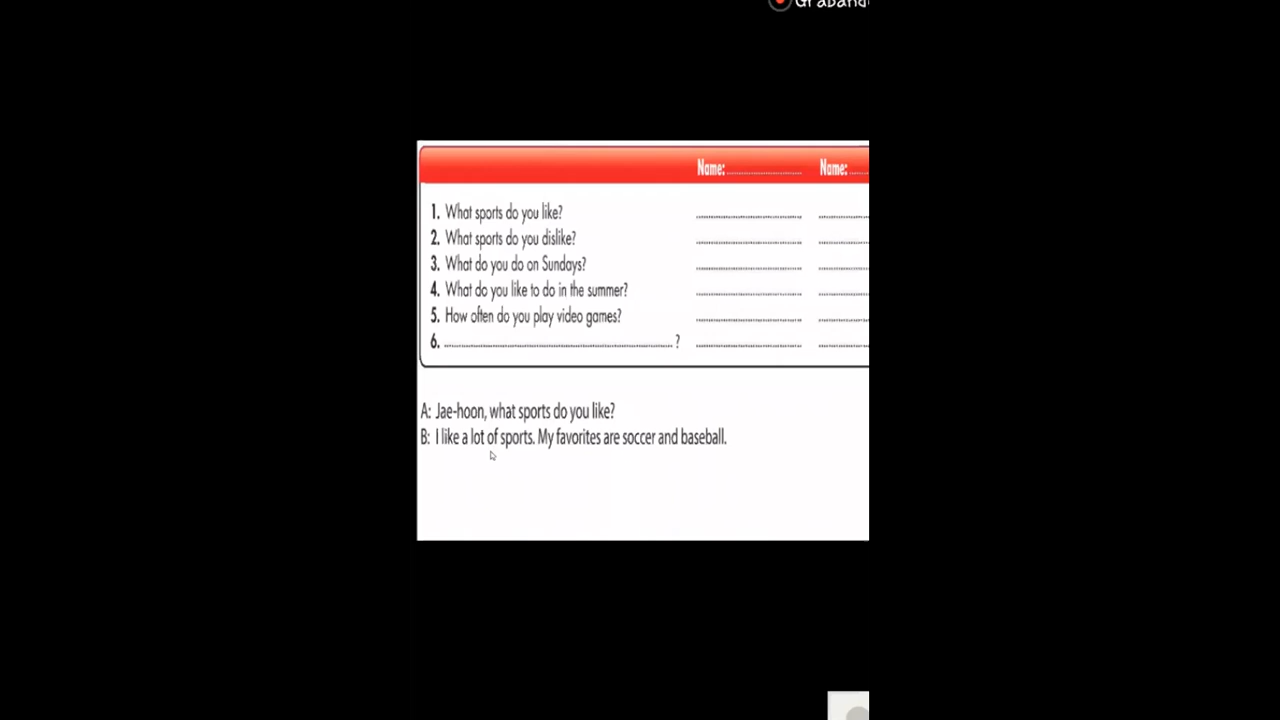 Name: Name:
1. What sports do you like?
2. What sports do you dislike?
3. What do you do on Sundays?
4. What do you like to do in the summer?
5. How often do you play video games?
6. ?
A: Jae-hoon, what sports do you like?
B: I like a lot of sports. My favorites are soccer and baseball.